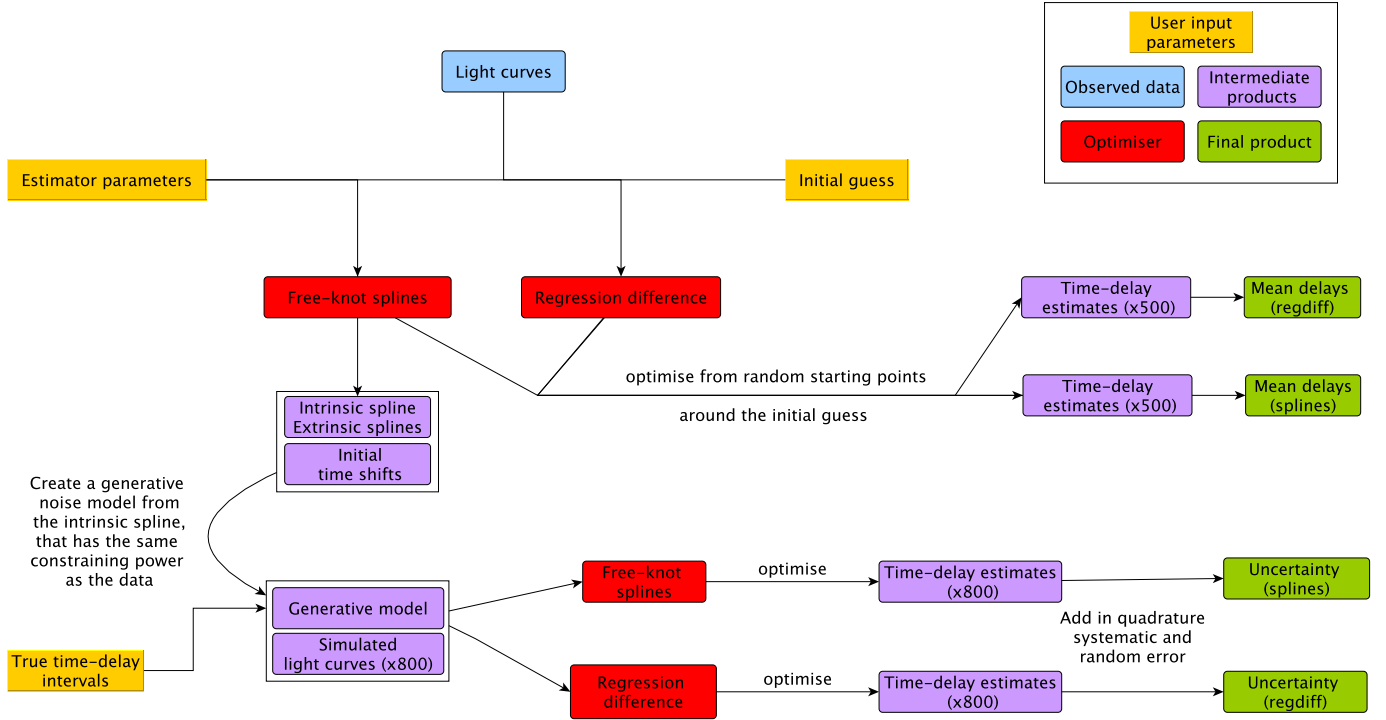 User input
parameters
Light curves
Observed data
Intermediate
products
Optimiser
Final product
Estimator parameters
Initial guess
Free-knot splines
Regression difference
Time-delay
estimates (x500)
Mean delays
(regdiff)
optimise from random starting points
around the initial guess
Time-delay
estimates (x500)
Mean delays
(splines)
Intrinsic spline
Extrinsic splines
Initial
time shifts
Create a generative
noise model from
the intrinsic spline,
that has the same
constraining power
as the data
Free-knot
splines
optimise
Time-delay estimates
(x800)
Uncertainty
(splines)
Generative model
Simulated
light curves (x800)
Add in quadrature
systematic and
random error
True time-delay
intervals
Regression
difference
optimise
Time-delay estimates
(x800)
Uncertainty
(regdiff)